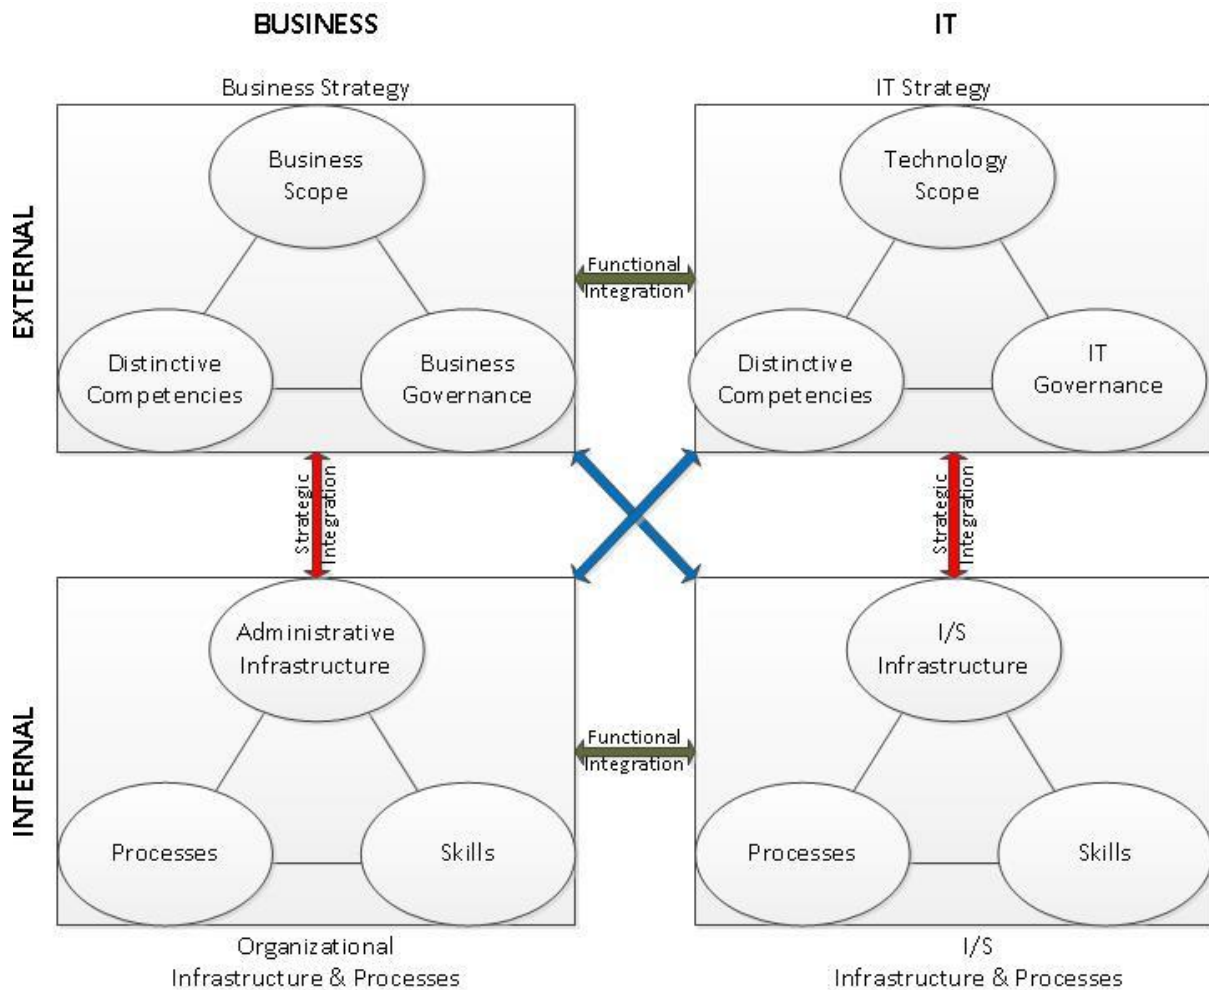 BUSINESS
IT
Business Strategy
IT Strategy
EXTERNAL
Business
Scope
Technology
Scope
Functional
Integration
Distinctive
Competencies
Business
Governance
Distinctive
Competencies
IT
Governance
Strategic
Integration
Strategic
Integration
INTERNAL
Administrative
Infrastructure
I/S
Infrastructure
Functional
Integration
Processes
Skills
Processes
Skills
Organizational
Infrastructure & Processes
I/S
Infrastructure & Processes